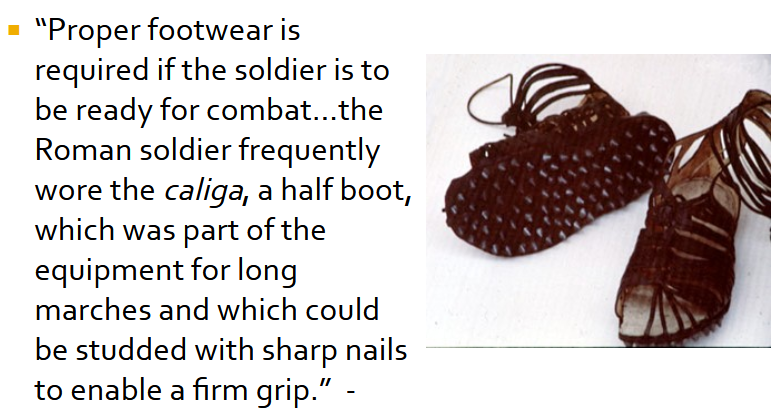 “Proper footwear is
required if the soldier is to
be ready for combat…the
Roman soldier frequently
wore the caliga, a half boot,
which was part of the
equipment for long
marches and which could
be studded with sharp nails
to enable a firm grip.” -